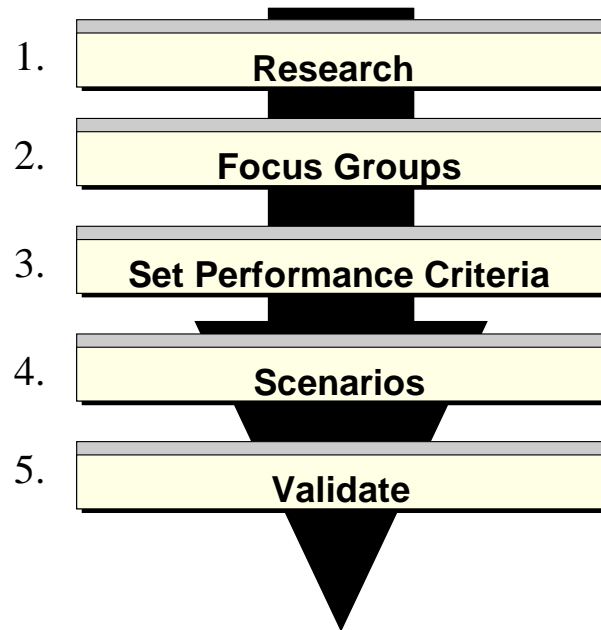 1. Research
2. Focus Groups
3. Set Performance Criteria
4. Scenarios
5. Validate